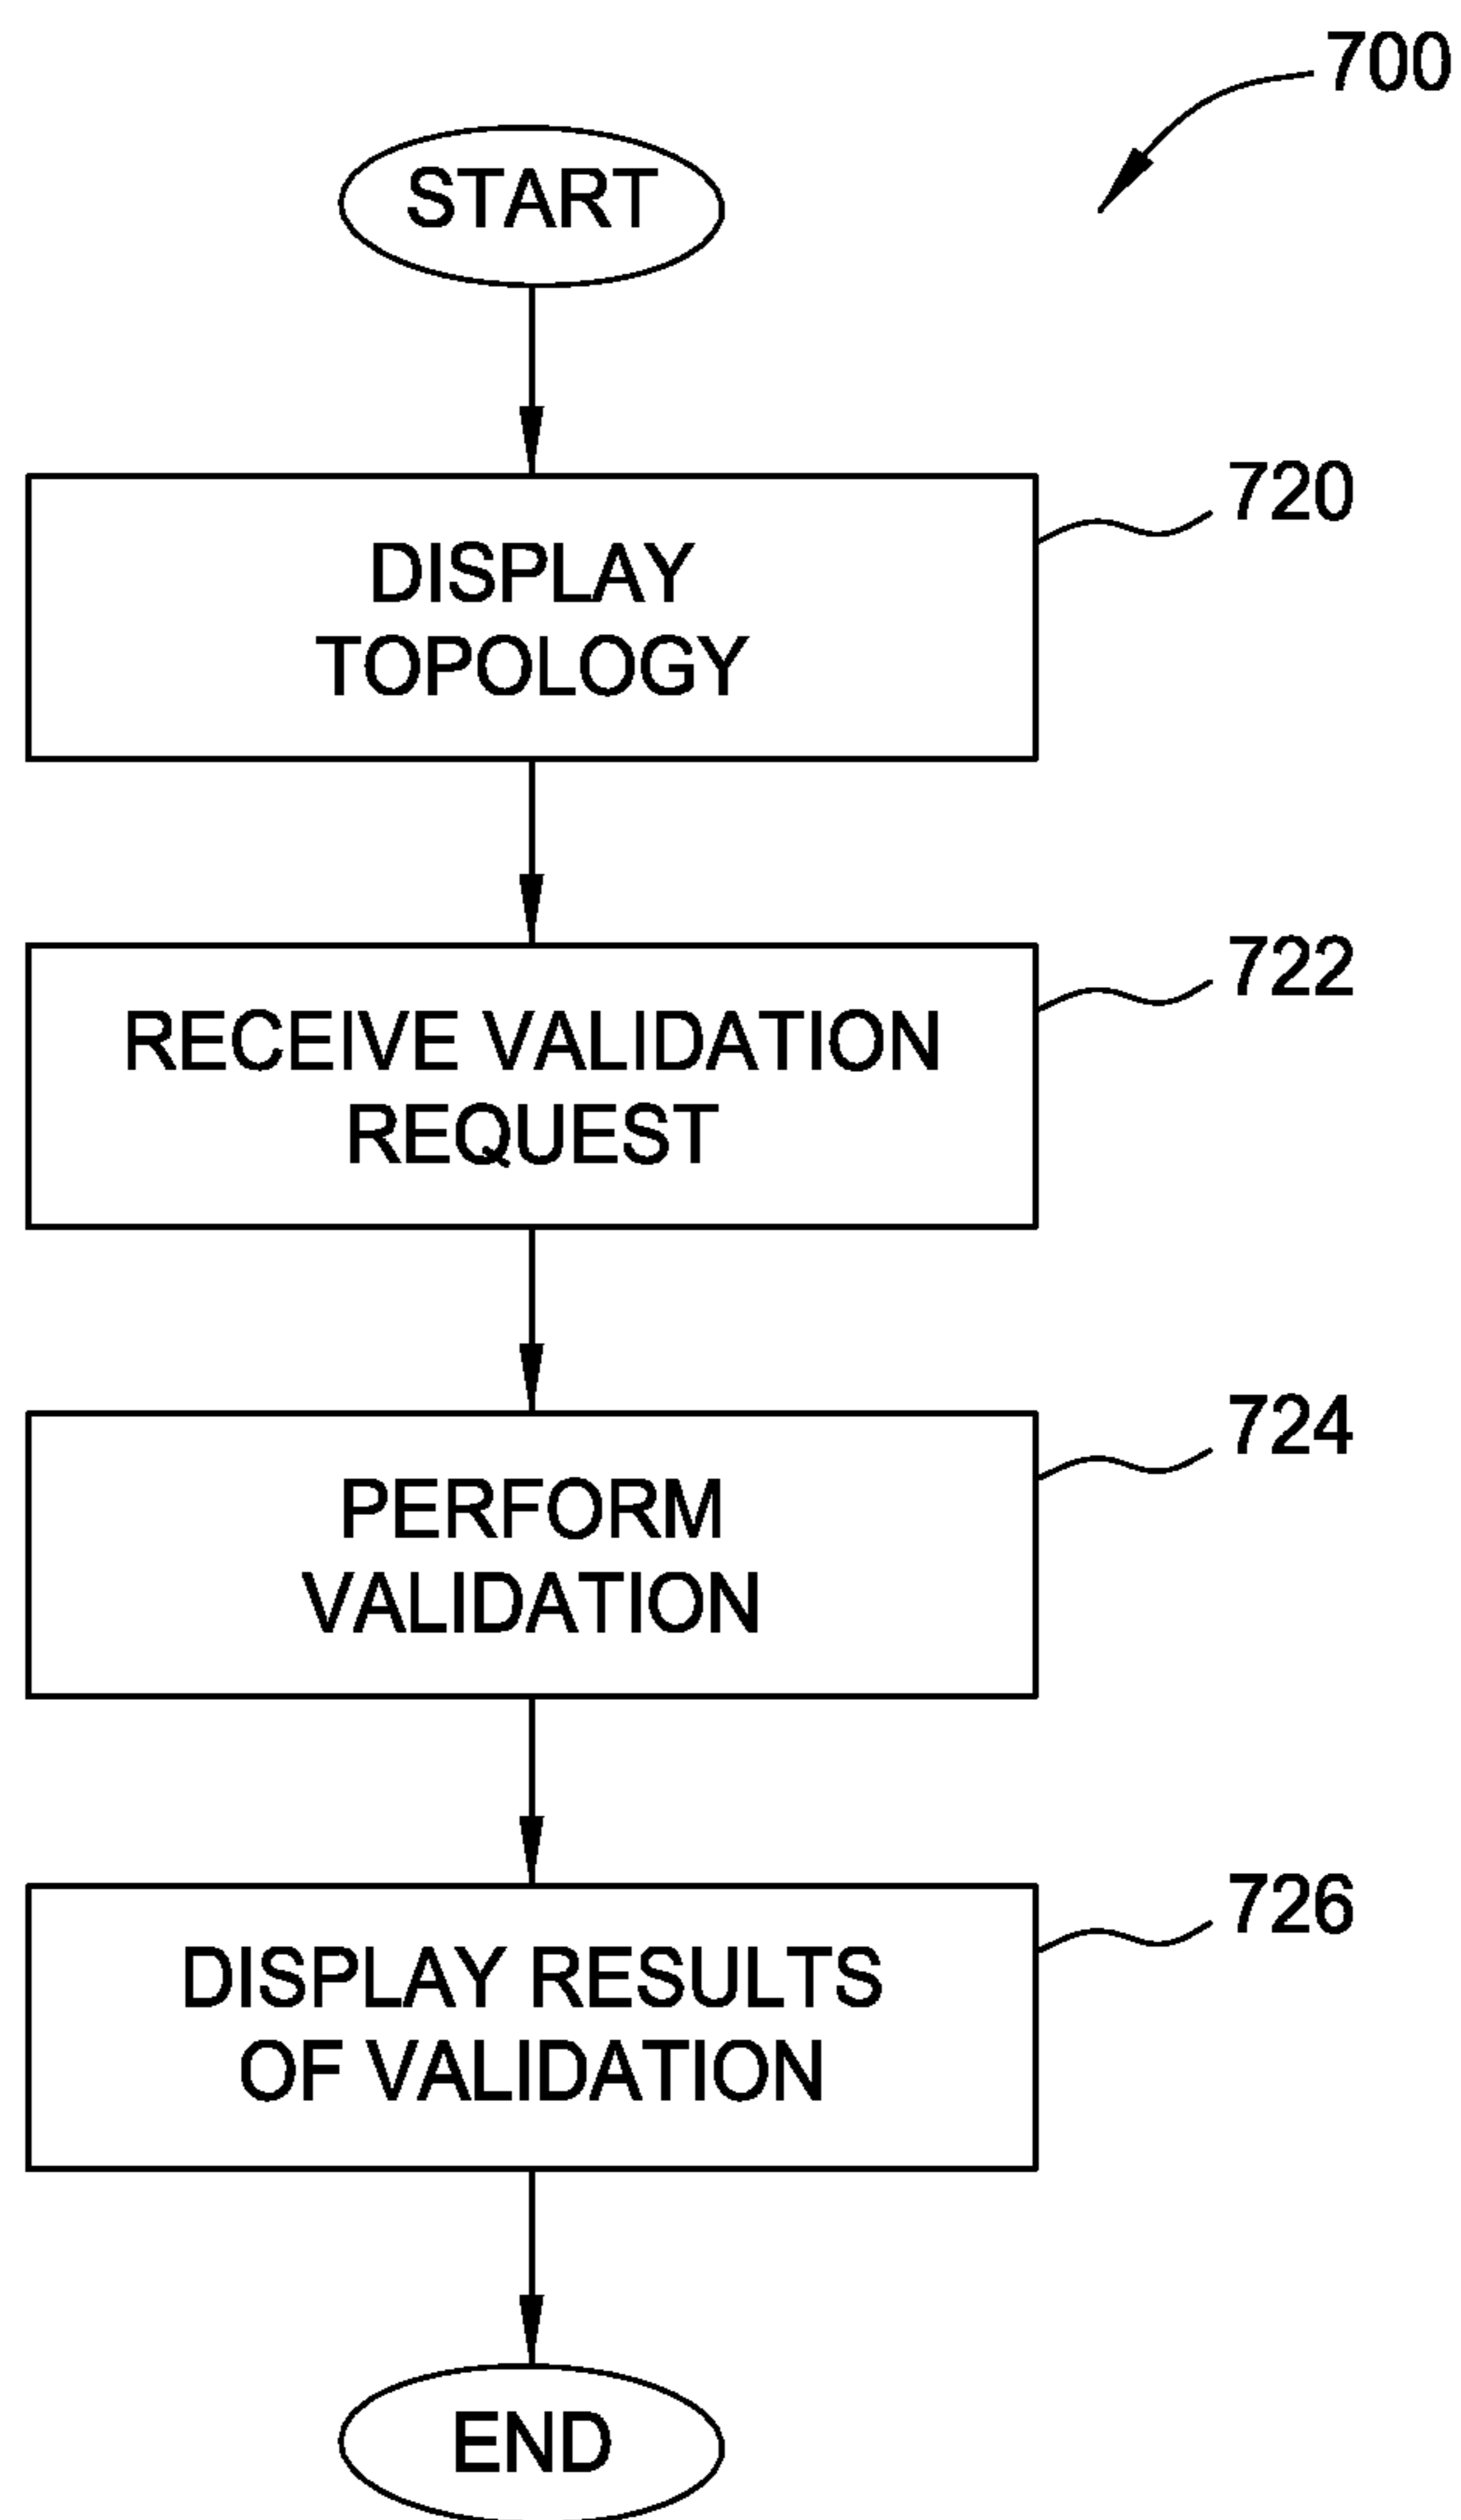 700
START
720
DISPLAY
TOPOLOGY
722
RECEIVE VALIDATION
REQUEST
724
PERFORM
VALIDATION
726
DISPLAY RESULTS
OF VALIDATION
END